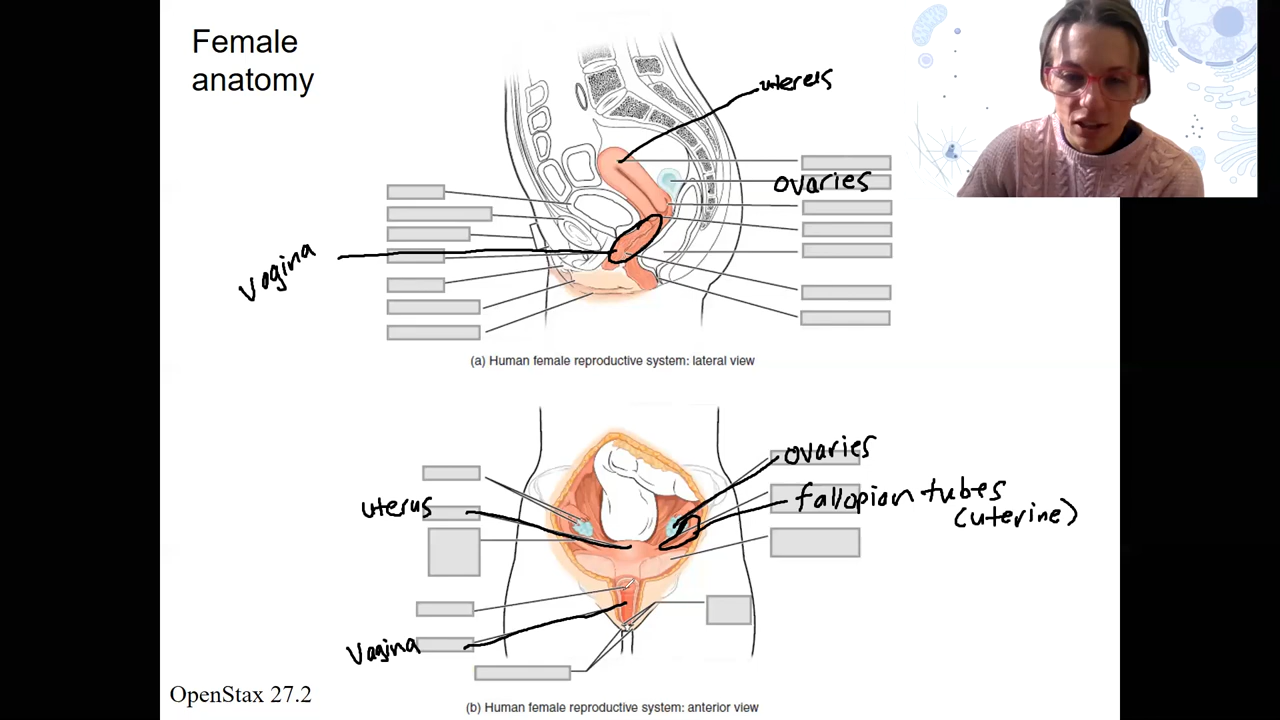 Female
anatomy
uterus
ovaries
vagina
(a) Human female reproductive system: lateral view
ovaries
uterus
fallopian tubes
(uterine)
Vagina
OpenStax 27.2
(b) Human female reproductive system: anterior view